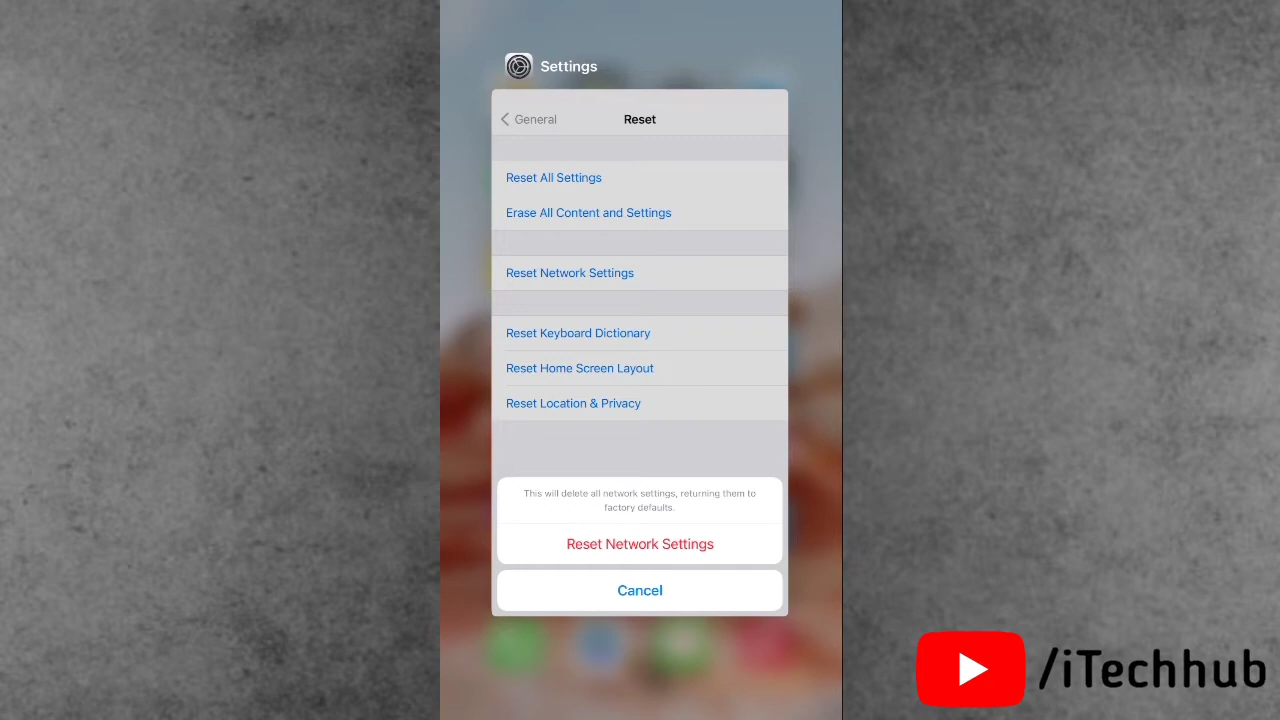 Settings
General
Reset
Reset All Settings
Erase All Content and Settings
Reset Network Settings
Reset Keyboard Dictionary
Reset Home Screen Layout
Reset Location & Privacy
This will delete all network settings, returning them to
factory defaults.
Reset Network Settings
Cancel
/iTechhub